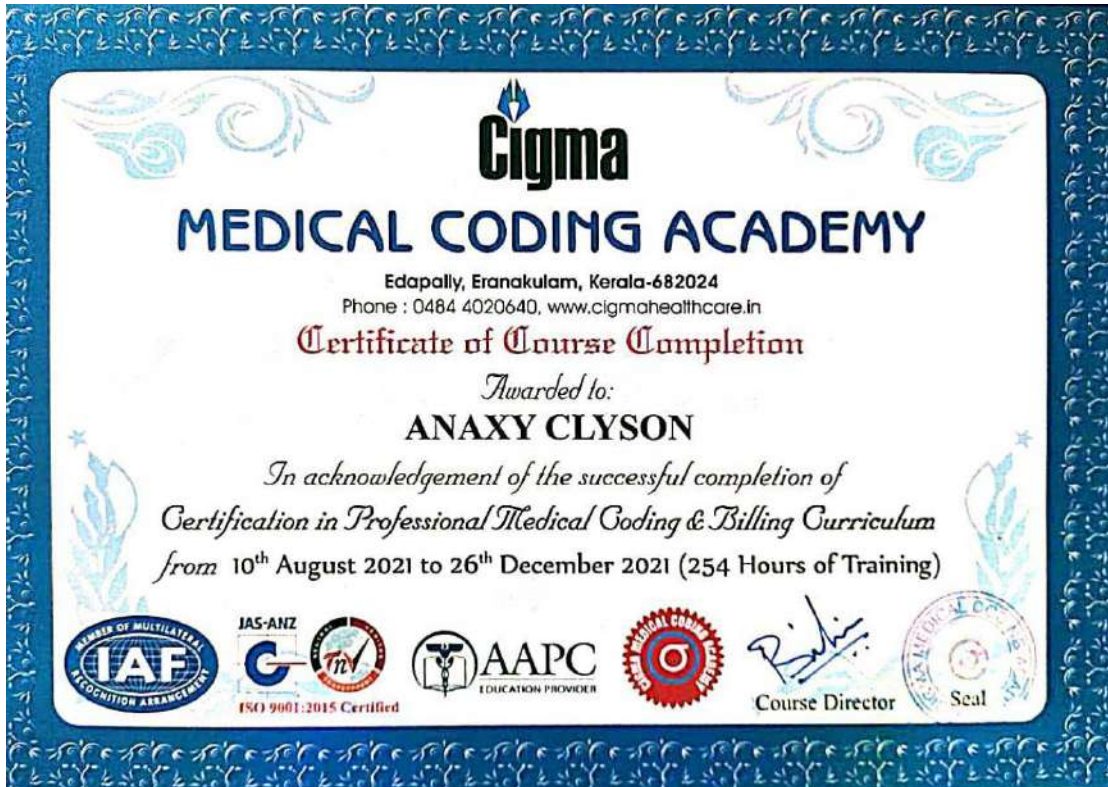 Cigma
MEDICAL CODING ACADEMY
Edapally, Eranakulam, Kerala-682024
Phone : 0484 4020640, www.cigmahealthcare.in
Certificate of Course Completion
Awarded to:
ANAXY CLYSON
In acknowledgement of the successful completion of
Certification in Professional Medical Coding & Billing Curriculum
from 10th August 2021 to 26th December 2021 (254 Hours of Training)
MEMBER OF MULTILATERAL
IAF
RECOGNITION ARRANGEMENT
JAS-ANZ
TNV
ISO 9001:2015 Certified
AAPC
EDUCATION PROVIDER
MEDICAL CODING
Course Director
Seal